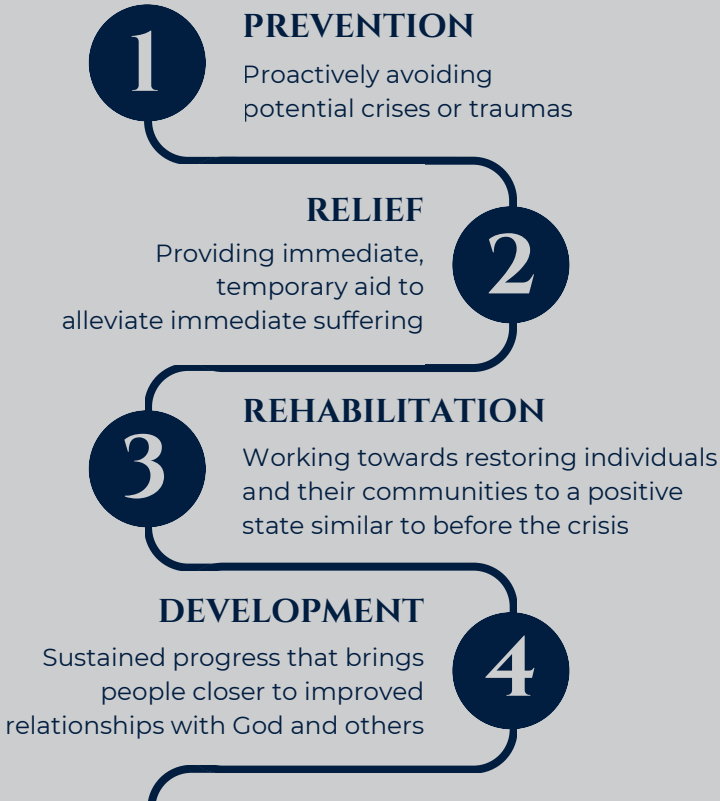 1
PREVENTION
Proactively avoiding
potential crises or traumas
RELIEF
Providing immediate,
temporary aid to
alleviate immediate suffering
2
3
REHABILITATION
Working towards restoring individuals
and their communities to a positive
state similar to before the crisis
DEVELOPMENT
Sustained progress that brings
people closer to improved
relationships with God and others
4